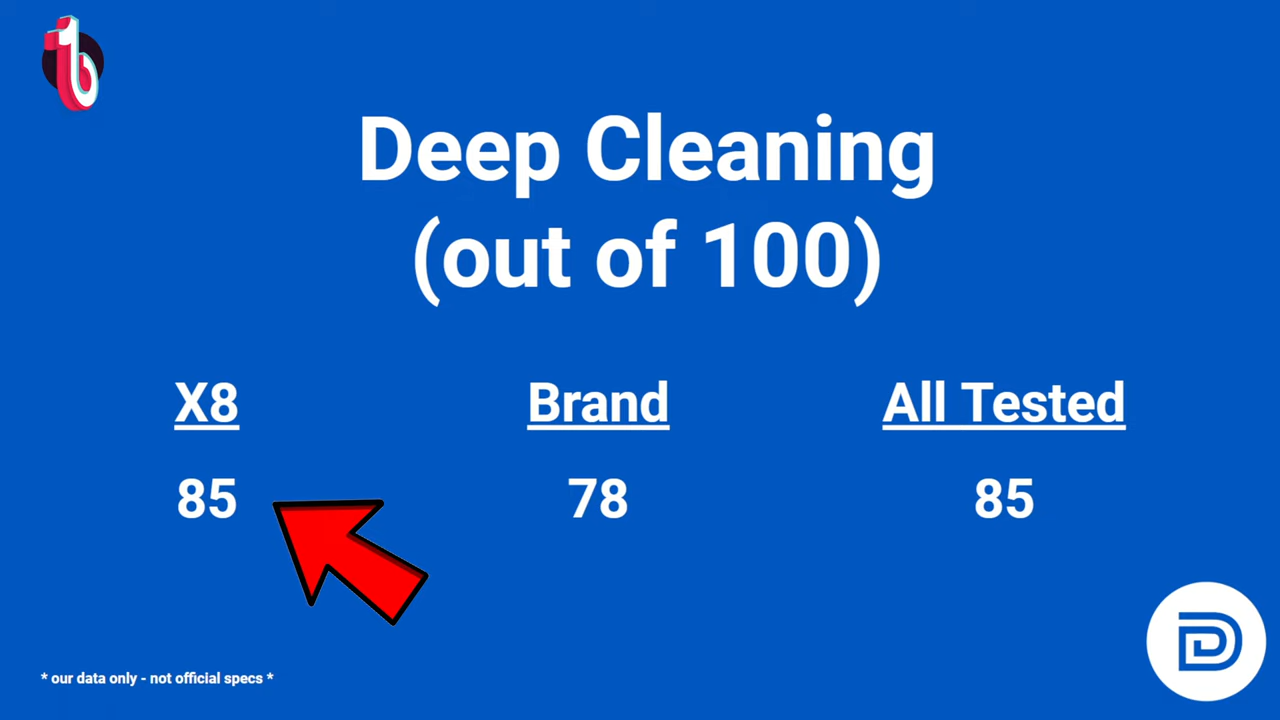 Deep Cleaning
(out of 100)
X8 Brand All Tested
85 78 85
* our data only - not official specs *